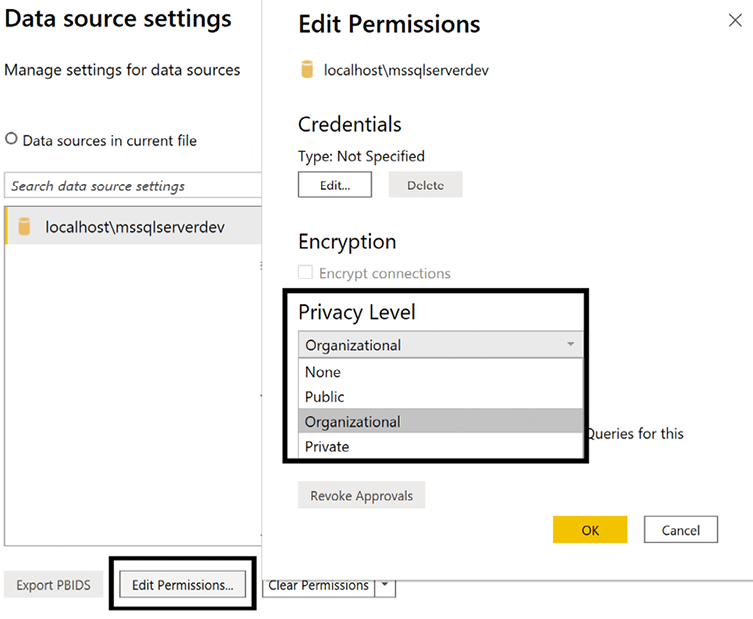 Data source settings
Manage settings for data sources
Data sources in current file
Search data source settings
localhost\mssqlserverdev
Export PBIDS
Edit Permissions...
Clear Permissions
Edit Permissions
localhost\mssqlserverdev
Credentials
Type: Not Specified
Edit...
Delete
Encryption
Encrypt connections
Privacy Level
Organizational
None
Public
Organizational
Private
Queries for this
Revoke Approvals
OK
Cancel